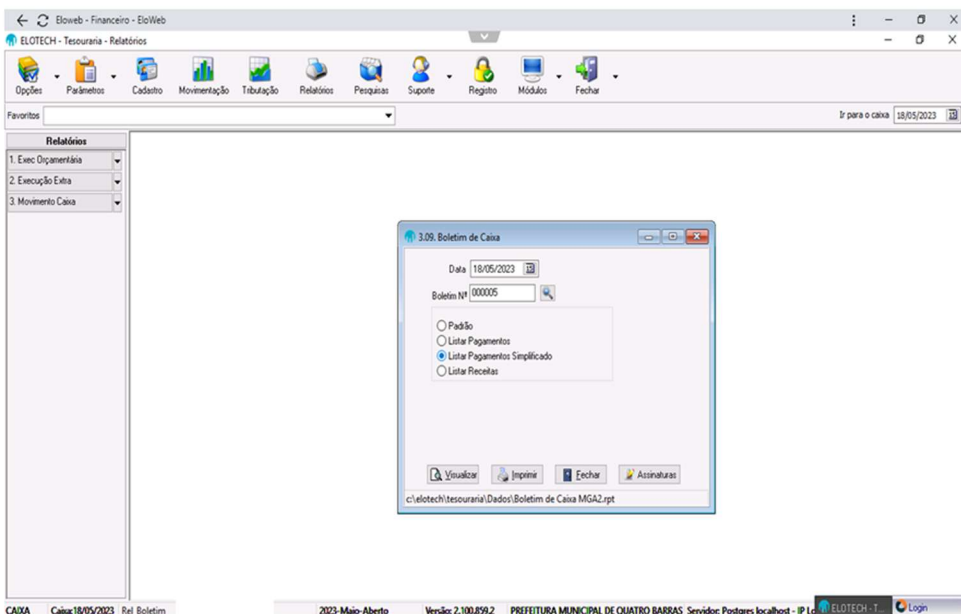 Eloweb - Financeiro - EloWeb
ELOTECH - Tesouraria - Relatórios
Opções Parâmetros Cadastro Movimentação Tributação Relatórios Pesquisas Suporte Registro Módulos Fechar
Favoritos Ir para o caixa 18/05/2023
Relatórios
1. Exec Orçamentária
2. Execução Extra
3. Movimento Caixa
3.09. Boletim de Caixa
Data 18/05/2023
Boletim Nº 000005
Padrão
Listar Pagamentos
Listar Pagamentos Simplificado
Listar Receitas
Visualizar Imprimir Fechar Assinaturas
c:\elotech\tesouraria\Dados\Boletim de Caixa MGA2.rpt
CAIXA Caixa:18/05/2023 Rel_Boletim 2023-Maio-Aberto Versão: 2.100.859.2 PREFEITURA MUNICIPAL DE QUATRO BARRAS Servidor: Postgres localhost - IP Lo ELOTECH - T... Login